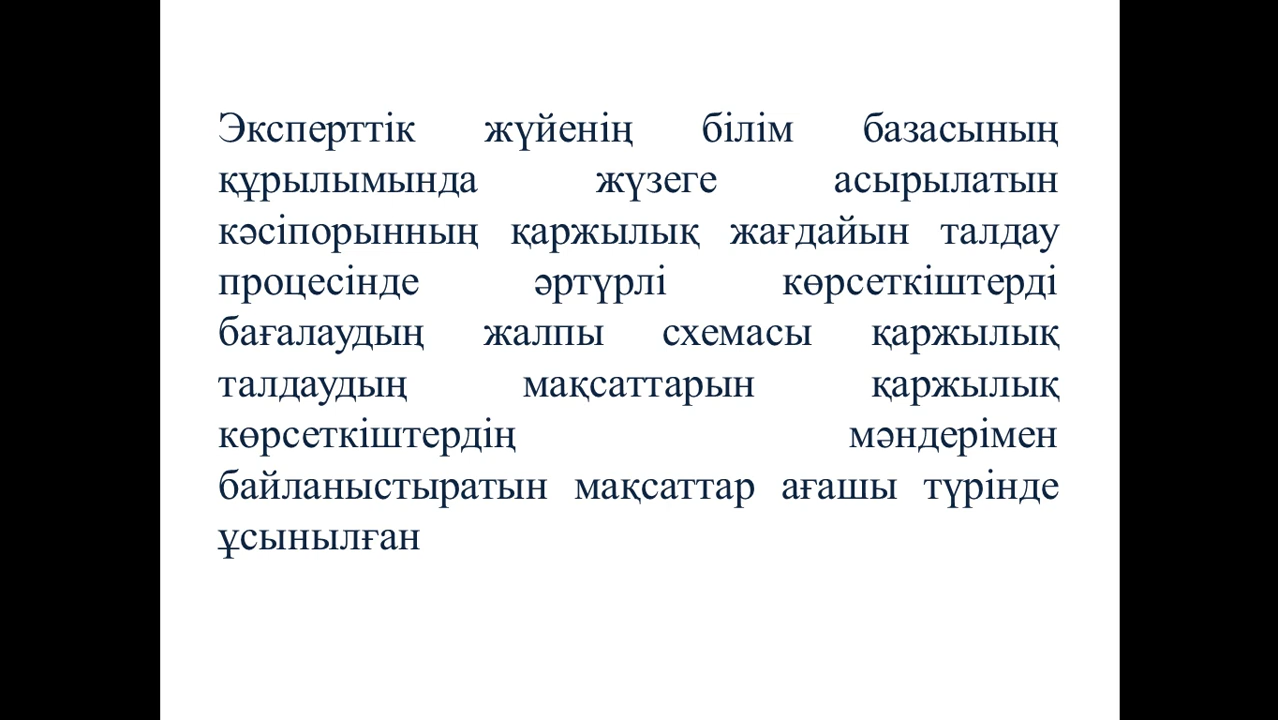 Эксперттік жүйенің білім базасының
құрылымында жүзеге асырылатын
кәсіпорынның қаржылық жағдайын талдау
процесінде әртүрлі көрсеткіштерді
бағалаудың жалпы схемасы қаржылық
талдаудың мақсаттарын қаржылық
көрсеткіштердің мәндерімен
байланыстыратын мақсаттар ағашы түрінде
ұсынылған